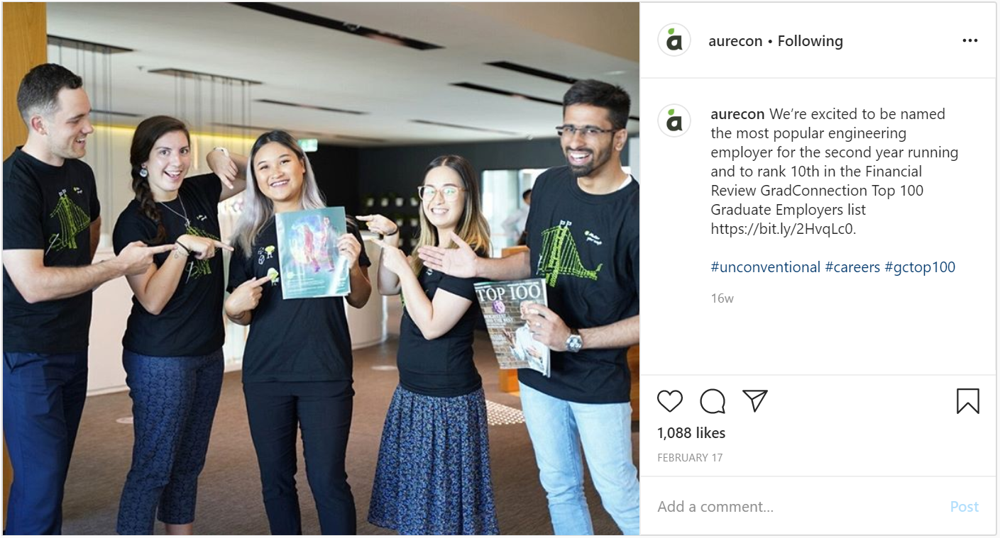 TOP 100
aurecon • Following
aurecon We’re excited to be named
the most popular engineering
employer for the second year running
and to rank 10th in the Financial
Review GradConnection Top 100
Graduate Employers list
https://bit.ly/2HvqLc0.
#unconventional #careers #gctop100
16w
1,088 likes
FEBRUARY 17
Add a comment...
Post